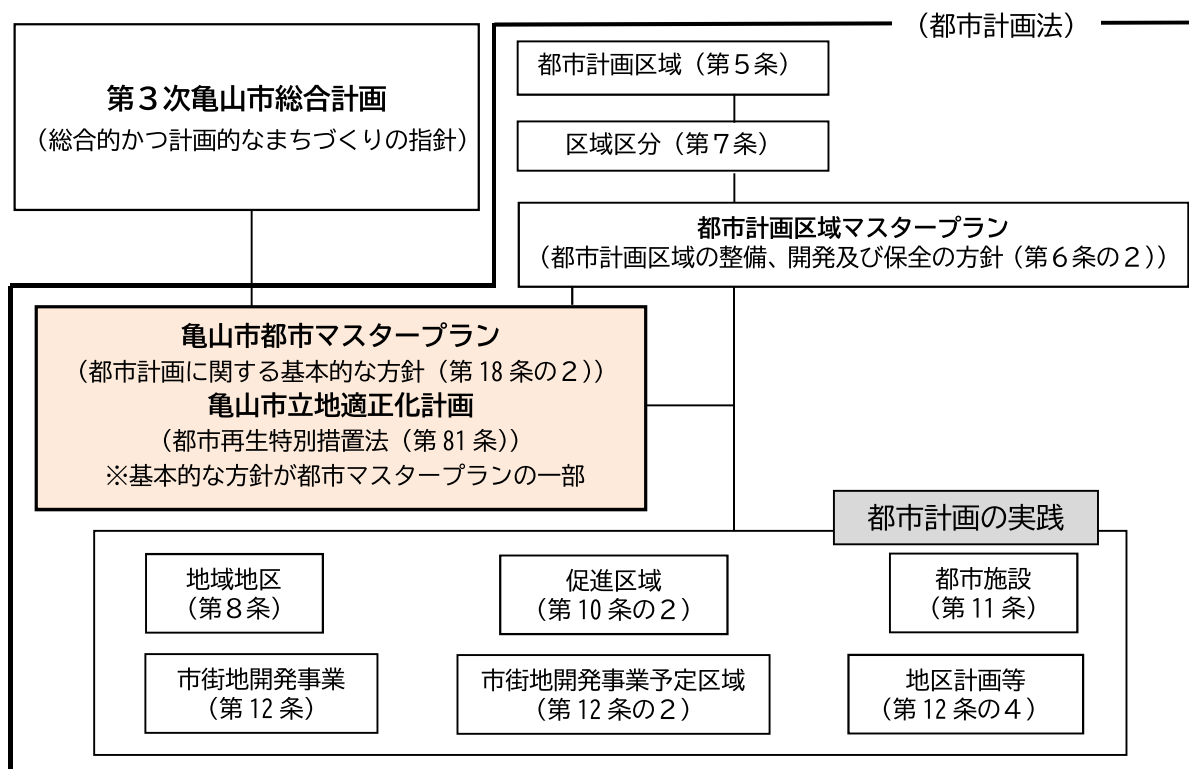 （都市計画法）
第３次亀山市総合計画
（総合的かつ計画的なまちづくりの指針）
都市計画区域（第５条）
区域区分（第７条）
都市計画区域マスタープラン
（都市計画区域の整備、開発及び保全の方針（第６条の２））
亀山市都市マスタープラン
（都市計画に関する基本的な方針（第 18 条の２））
亀山市立地適正化計画
（都市再生特別措置法（第 81 条））
※基本的な方針が都市マスタープランの一部
都市計画の実践
地域地区
（第８条）
促進区域
（第 10 条の２）
都市施設
（第 11 条）
市街地開発事業
（第 12 条）
市街地開発事業予定区域
（第 12 条の２）
地区計画等
（第 12 条の４）